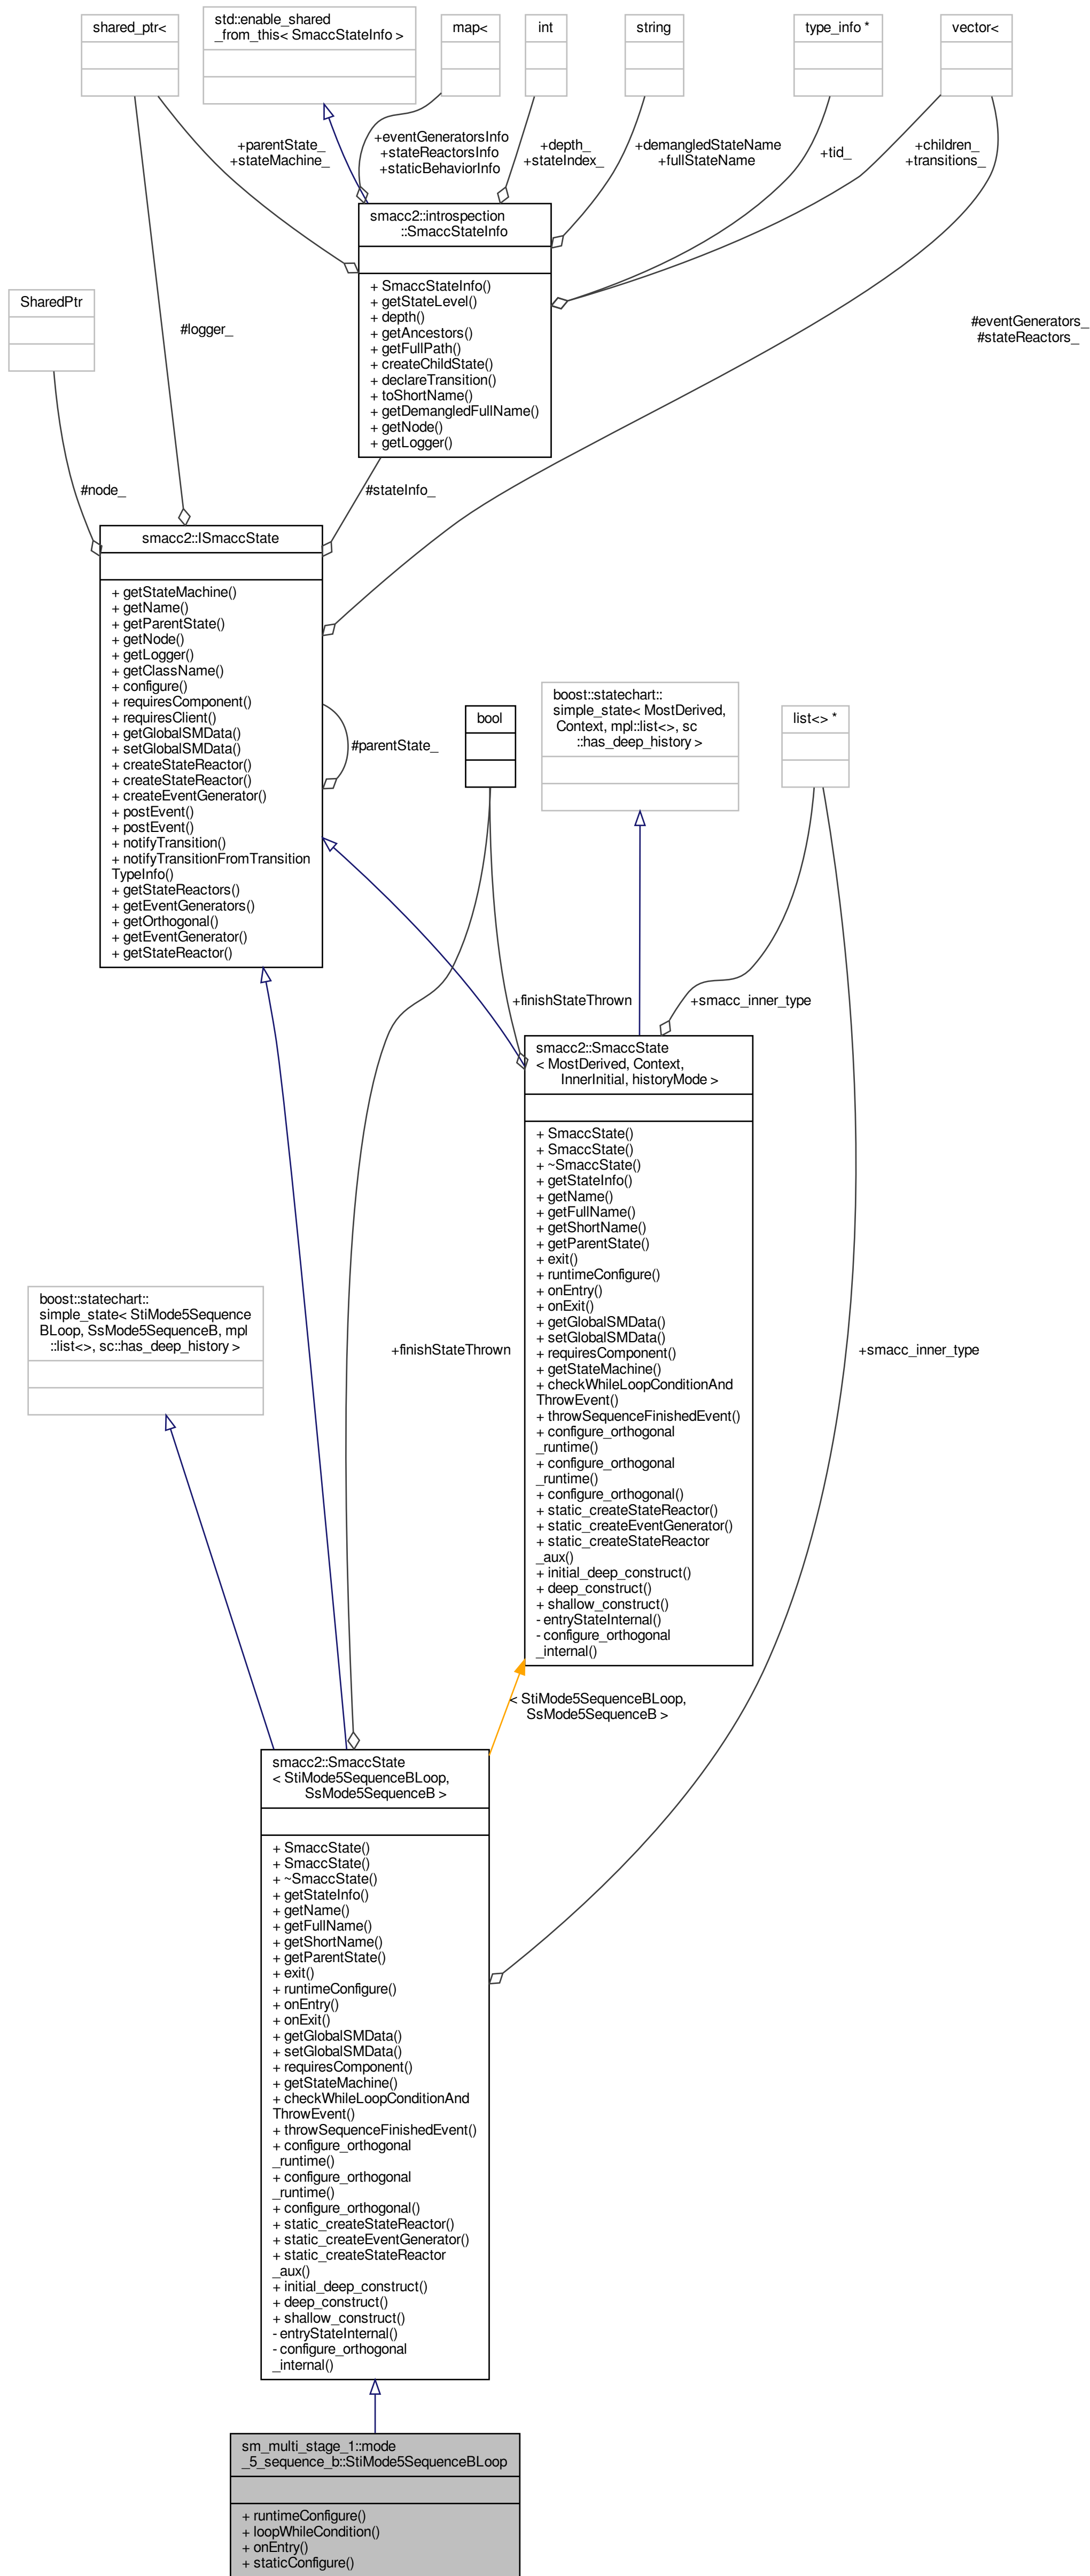 shared_ptr<
std::enable_shared
_from_this< SmaccStateInfo >
map<
int
string
type_info *
vector<
+parentState_
+stateMachine_
+eventGeneratorsInfo
+stateReactorsInfo
+staticBehaviorInfo
+depth_
+stateIndex_
+demangledStateName
+fullStateName
+tid_
+children_
+transitions_
smacc2::introspection
::SmaccStateInfo
+ SmaccStateInfo()
+ getStateLevel()
+ depth()
+ getAncestors()
+ getFullPath()
+ createChildState()
+ declareTransition()
+ toShortName()
+ getDemangledFullName()
+ getNode()
+ getLogger()
SharedPtr
#logger_
#eventGenerators_
#stateReactors_
#node_
#stateInfo_
smacc2::ISmaccState
+ getStateMachine()
+ getName()
+ getParentState()
+ getNode()
+ getLogger()
+ getClassName()
+ configure()
+ requiresComponent()
+ requiresClient()
+ getGlobalSMData()
+ setGlobalSMData()
+ createStateReactor()
+ createStateReactor()
+ createEventGenerator()
+ postEvent()
+ postEvent()
+ notifyTransition()
+ notifyTransitionFromTransition
TypeInfo()
+ getStateReactors()
+ getEventGenerators()
+ getOrthogonal()
+ getEventGenerator()
+ getStateReactor()
#parentState_
bool
boost::statechart::
simple_state< MostDerived,
Context, mpl::list<>, sc
::has_deep_history >
list<> *
+finishStateThrown
+smacc_inner_type
smacc2::SmaccState
< MostDerived, Context,
InnerInitial, historyMode >
+ SmaccState()
+ SmaccState()
+ ~SmaccState()
+ getStateInfo()
+ getName()
+ getFullName()
+ getShortName()
+ getParentState()
+ exit()
+ runtimeConfigure()
+ onEntry()
+ onExit()
+ getGlobalSMData()
+ setGlobalSMData()
+ requiresComponent()
+ getStateMachine()
+ checkWhileLoopConditionAnd
ThrowEvent()
+ throwSequenceFinishedEvent()
+ configure_orthogonal
_runtime()
+ configure_orthogonal
_runtime()
+ configure_orthogonal()
+ static_createStateReactor()
+ static_createEventGenerator()
+ static_createStateReactor
_aux()
+ initial_deep_construct()
+ deep_construct()
+ shallow_construct()
- entryStateInternal()
- configure_orthogonal
_internal()
boost::statechart::
simple_state< StiMode5Sequence
BLoop, SsMode5SequenceB, mpl
::list<>, sc::has_deep_history >
+finishStateThrown
+smacc_inner_type
< StiMode5SequenceBLoop,
SsMode5SequenceB >
smacc2::SmaccState
< StiMode5SequenceBLoop,
SsMode5SequenceB >
+ SmaccState()
+ SmaccState()
+ ~SmaccState()
+ getStateInfo()
+ getName()
+ getFullName()
+ getShortName()
+ getParentState()
+ exit()
+ runtimeConfigure()
+ onEntry()
+ onExit()
+ getGlobalSMData()
+ setGlobalSMData()
+ requiresComponent()
+ getStateMachine()
+ checkWhileLoopConditionAnd
ThrowEvent()
+ throwSequenceFinishedEvent()
+ configure_orthogonal
_runtime()
+ configure_orthogonal
_runtime()
+ configure_orthogonal()
+ static_createStateReactor()
+ static_createEventGenerator()
+ static_createStateReactor
_aux()
+ initial_deep_construct()
+ deep_construct()
+ shallow_construct()
- entryStateInternal()
- configure_orthogonal
_internal()
sm_multi_stage_1::mode
_5_sequence_b::StiMode5SequenceBLoop
+ runtimeConfigure()
+ loopWhileCondition()
+ onEntry()
+ staticConfigure()